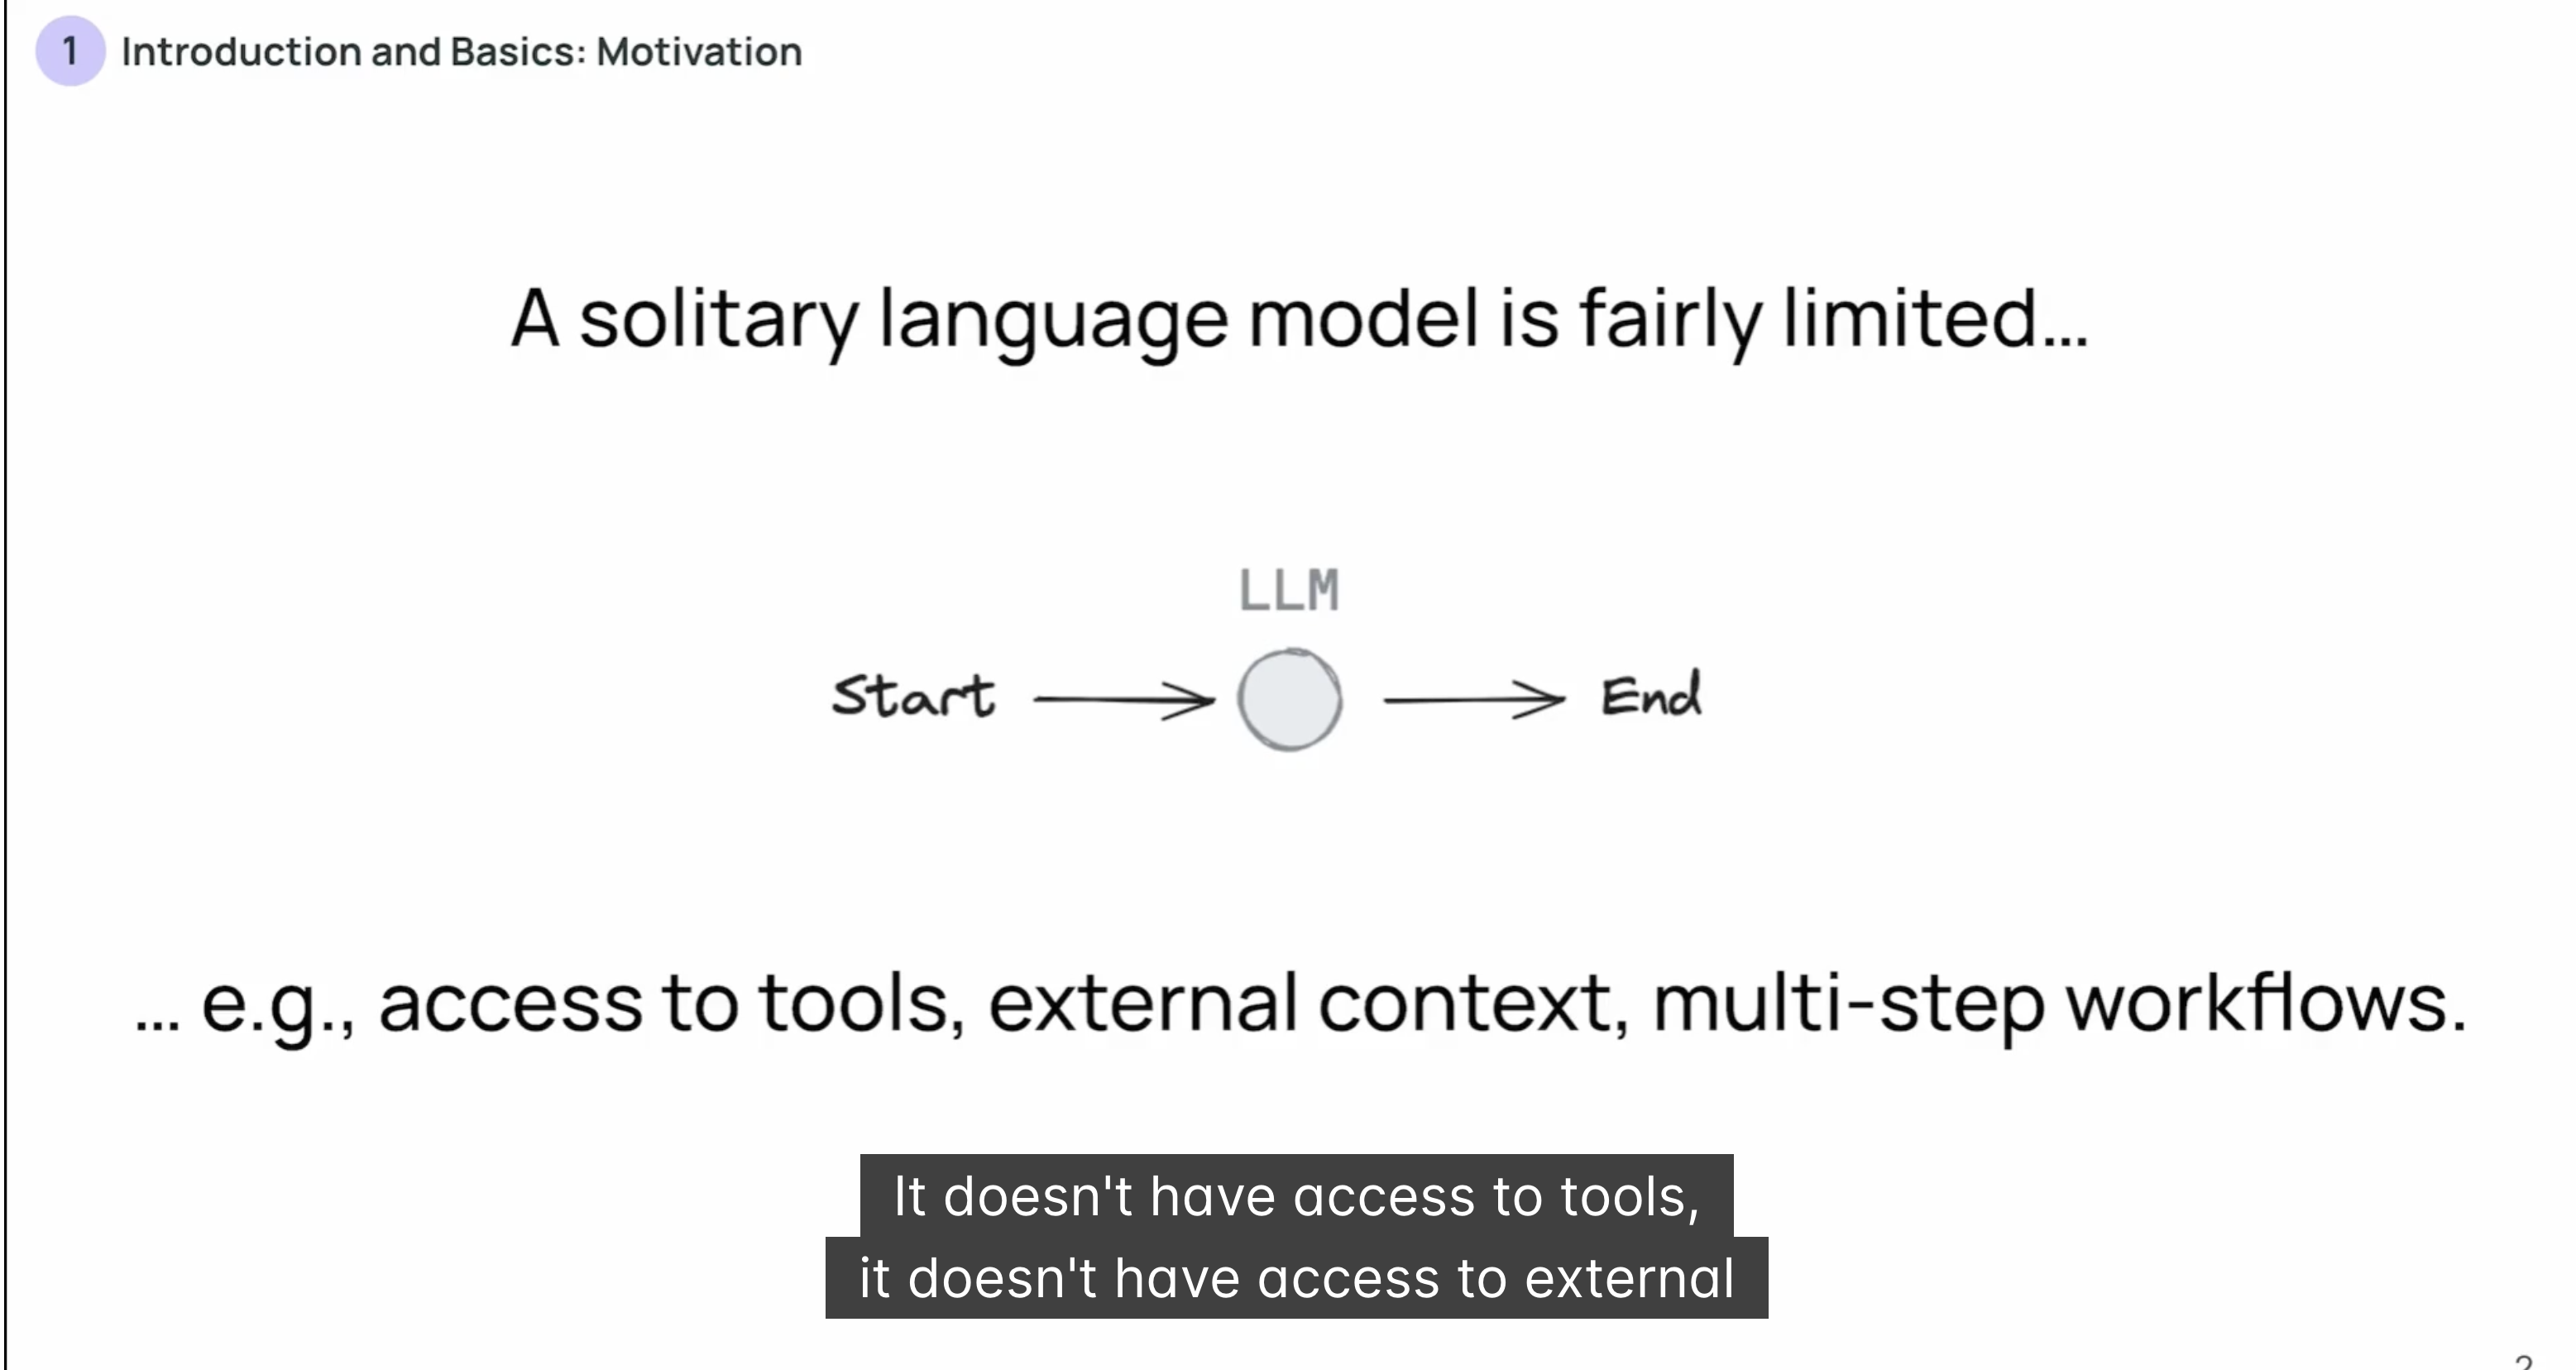 1 Introduction and Basics: Motivation
A solitary language model is fairly limited...
LLM
Start
End
... e.g., access to tools, external context, multi-step workflows.
It doesn't have access to tools,
it doesn't have access to external
2